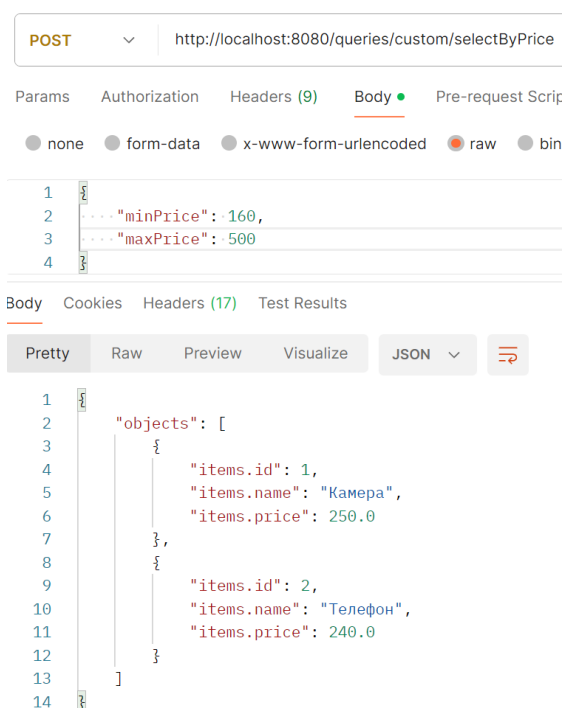 POST http://localhost:8080/queries/custom/selectByPrice
Params Authorization Headers (9) Body Pre-request Scrip
none form-data x-www-form-urlencoded raw bin
1 {
2 "minPrice": 160,
3 "maxPrice": 500
4 }
Body Cookies Headers (17) Test Results
Pretty Raw Preview Visualize JSON
1 {
2 "objects": [
3 {
4 "items.id": 1,
5 "items.name": "Камера",
6 "items.price": 250.0
7 },
8 {
9 "items.id": 2,
10 "items.name": "Телефон",
11 "items.price": 240.0
12 }
13 ]
14 }